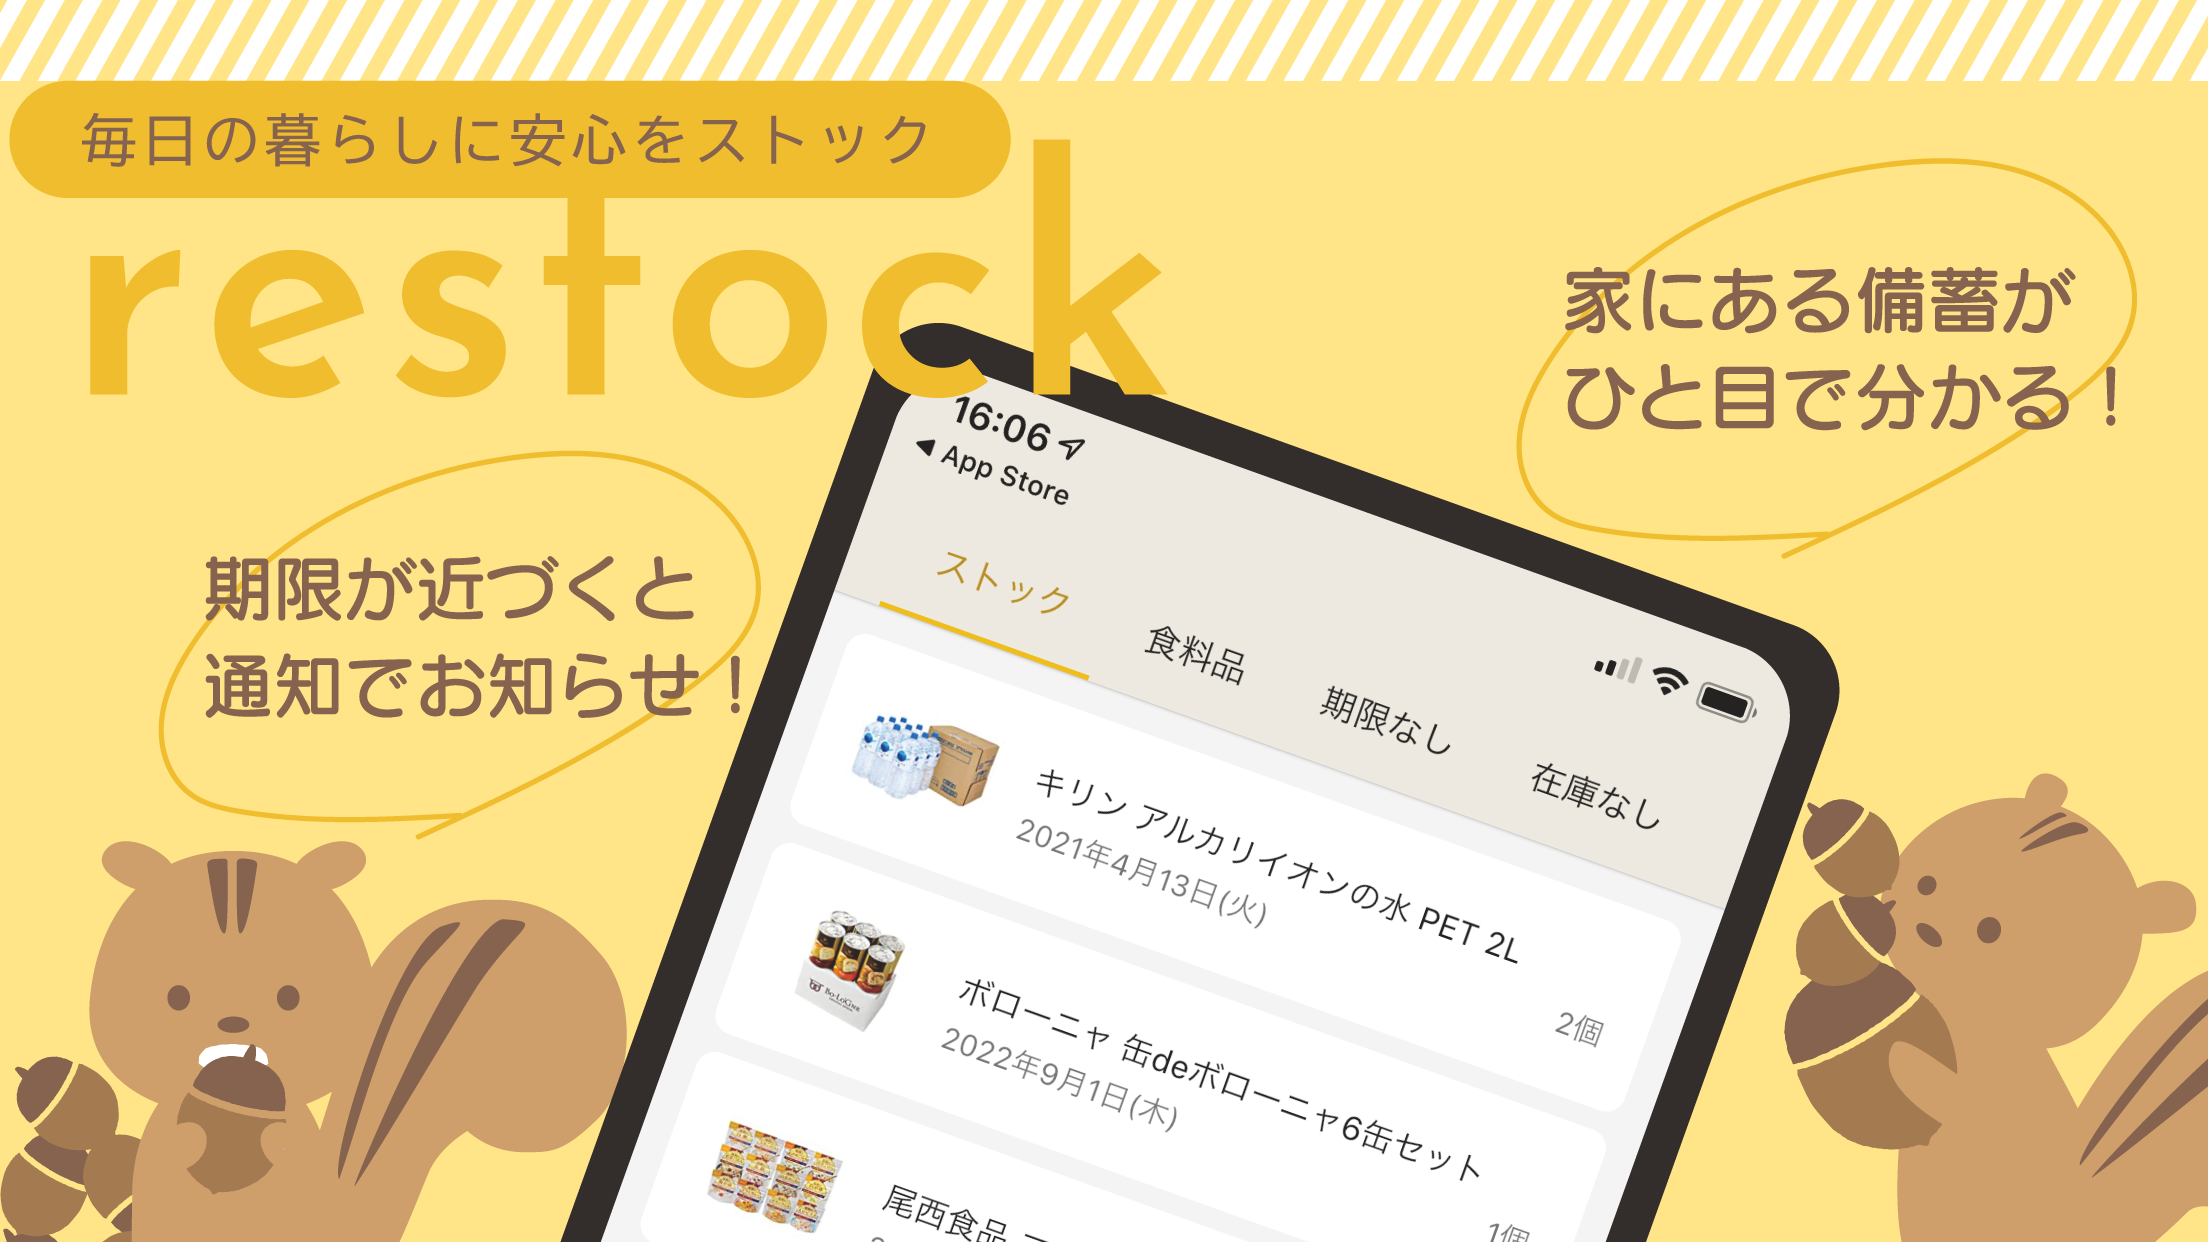 毎日の暮らしに安心をストック
restock
家にある備蓄が
ひと目で分かる！
期限が近づくと
通知でお知らせ！
16:06
◀ App Store
ストック
食料品
期限なし
在庫なし
キリン アルカリイオンの水 PET 2L
2021年4月13日(火)
2個
ボローニャ 缶deボローニャ6缶セット
2022年9月1日(木)
1個
尾西食品